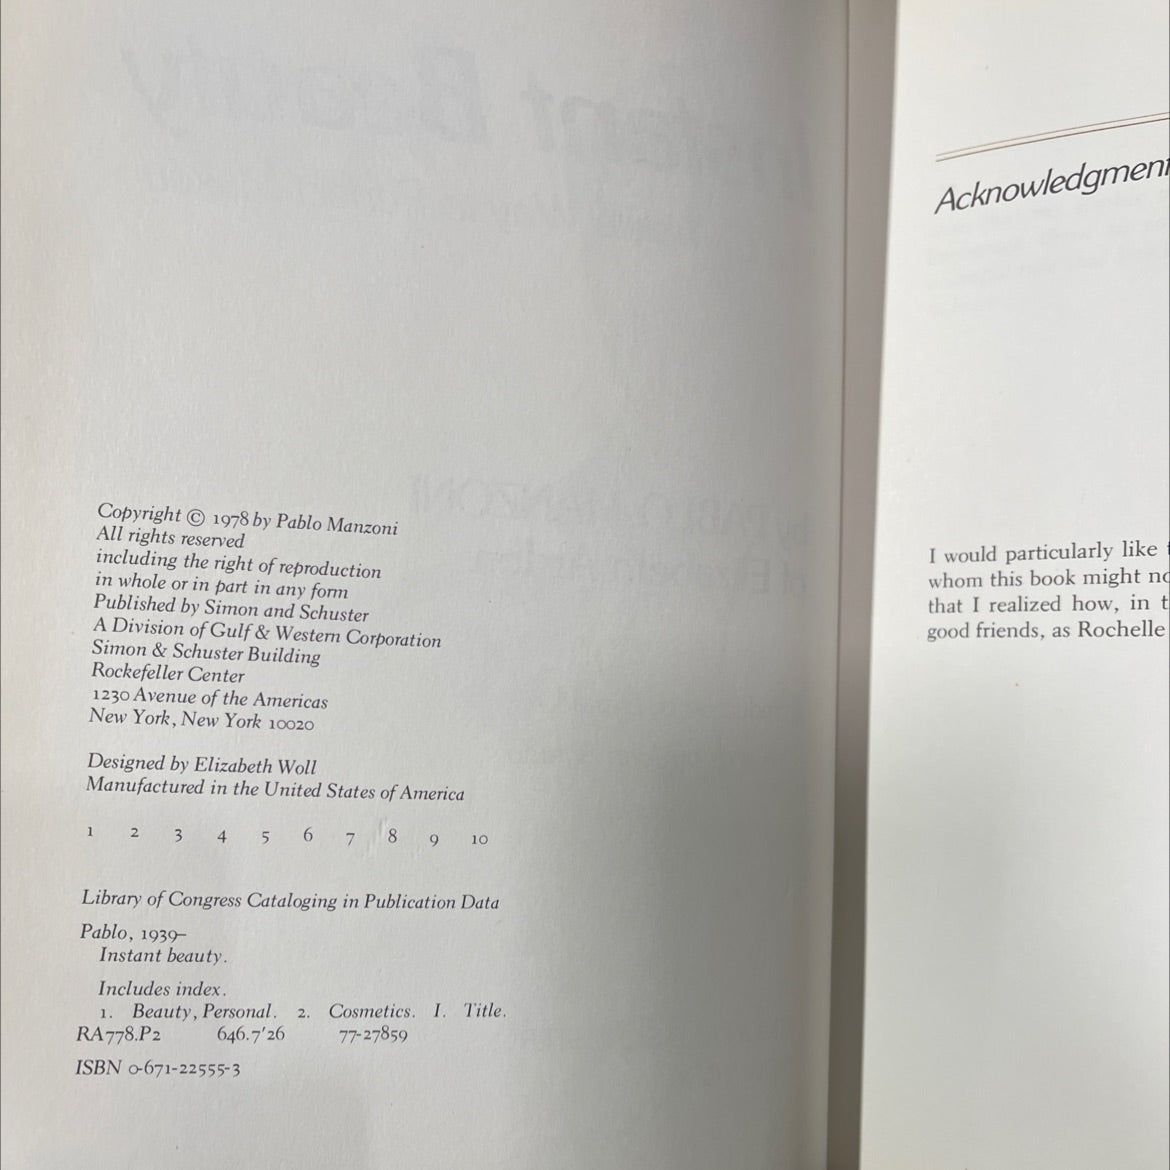 Copyright © 1978 by Pablo Manzoni
All rights reserved
including the right of reproduction
in whole or in part in any form
Published by Simon and Schuster
A Division of Gulf & Western Corporation
Simon & Schuster Building
Rockefeller Center
1230 Avenue of the Americas
New York, New York 10020
Designed by Elizabeth Woll
Manufactured in the United States of America
1 2 3 4 5 6 7 8 9 10
Library of Congress Cataloging in Publication Data
Pablo, 1939–
Instant beauty.
Includes index.
1. Beauty, Personal. 2. Cosmetics. I. Title.
RA778.P2 646.7'26 77-27859
ISBN 0-671-22555-3
Acknowledgment
I would particularly like
whom this book might
that I realized how, in
good friends, as Rochelle